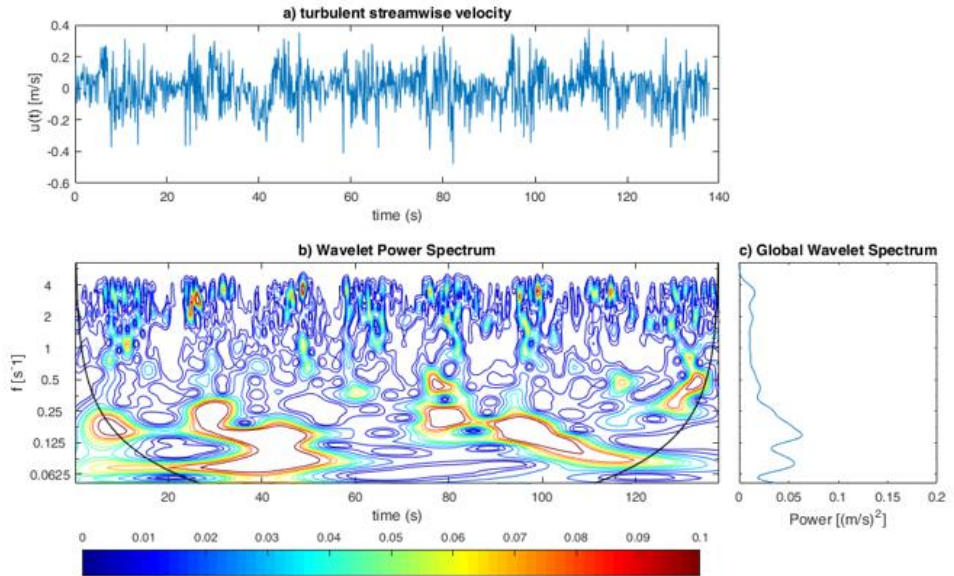 a) turbulent streamwise velocity
0.4
0.2
0
-0.2
-0.4
-0.6
u(t) [m/s]
0 20 40 60 80 100 120 140
time (s)
b) Wavelet Power Spectrum
4
2
1
0.5
0.25
0.125
0.0625
f [s⁻1]
20 40 60 80 100 120
time (s)
c) Global Wavelet Spectrum
0 0.05 0.1 0.15 0.2
Power [(m/s)²]
0 0.01 0.02 0.03 0.04 0.05 0.06 0.07 0.08 0.09 0.1